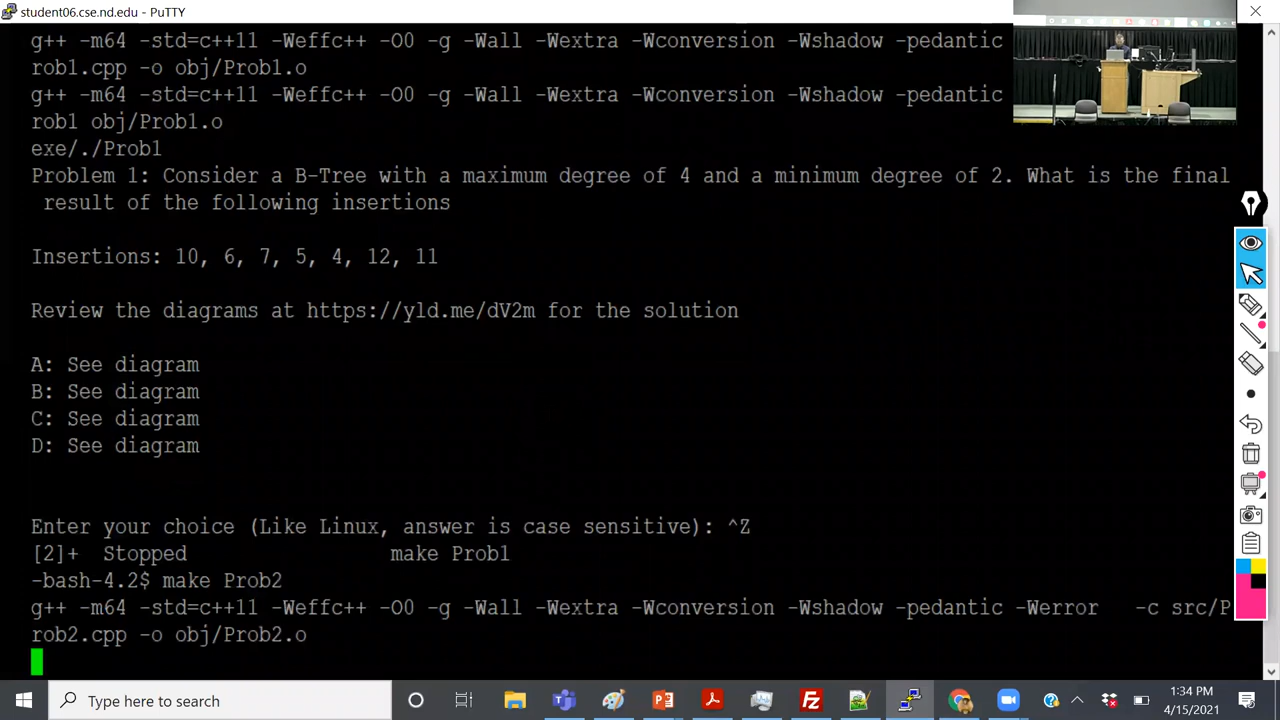 student06.cse.nd.edu - PuTTY
g++ -m64 -std=c++11 -Weffc++ -O0 -g -Wall -Wextra -Wconversion -Wshadow -pedantic
rob1.cpp -o obj/Prob1.o
g++ -m64 -std=c++11 -Weffc++ -O0 -g -Wall -Wextra -Wconversion -Wshadow -pedantic
rob1 obj/Prob1.o
exe/./Prob1
Problem 1: Consider a B-Tree with a maximum degree of 4 and a minimum degree of 2. What is the final
result of the following insertions
Insertions: 10, 6, 7, 5, 4, 12, 11
Review the diagrams at https://yld.me/dV2m for the solution
A: See diagram
B: See diagram
C: See diagram
D: See diagram
Enter your choice (Like Linux, answer is case sensitive): ^Z
[2]+  Stopped                 make Prob1
-bash-4.2$ make Prob2
g++ -m64 -std=c++11 -Weffc++ -O0 -g -Wall -Wextra -Wconversion -Wshadow -pedantic -Werror   -c src/P
rob2.cpp -o obj/Prob2.o
Type here to search
1:34 PM
4/15/2021